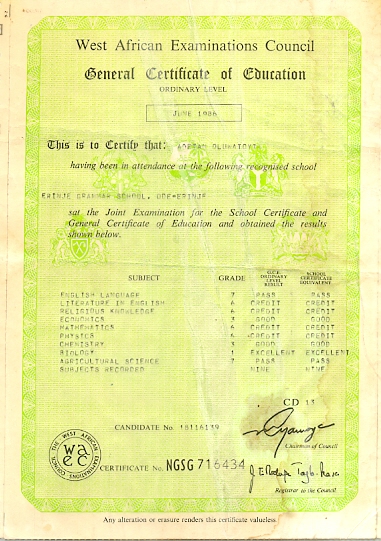 West African Examinations Council
General Certificate of Education
ORDINARY LEVEL
JUNE 1986
This is to Certify that:
having been in attendance at the following recognised school
ERINJE GRAMMAR SCHOOL, ODE-ERINJE
sat the Joint Examination for the School Certificate and
General Certificate of Education and obtained the results
shown below.
SUBJECT GRADE G.C.E. ORDINARY LEVEL RESULT SCHOOL CERTIFICATE EQUIVALENT
ENGLISH LANGUAGE 7 PASS PASS
LITERATURE IN ENGLISH 6 CREDIT CREDIT
RELIGIOUS KNOWLEDGE 6 CREDIT CREDIT
ECONOMICS 3 GOOD GOOD
MATHEMATICS 6 CREDIT CREDIT
PHYSICS CREDIT CREDIT
CHEMISTRY 3 GOOD GOOD
BIOLOGY 1 EXCELLENT EXCELLENT
AGRICULTURAL SCIENCE 7 PASS PASS
SUBJECTS RECORDED NINE NINE
CD 13
CANDIDATE No. 18116139
Chairman of Council
THE WEST AFRICAN EXAMINATIONS COUNCIL
waec
CERTIFICATE No. NGSG 716434
Registrar to the Council
Any alteration or erasure renders this certificate valueless.